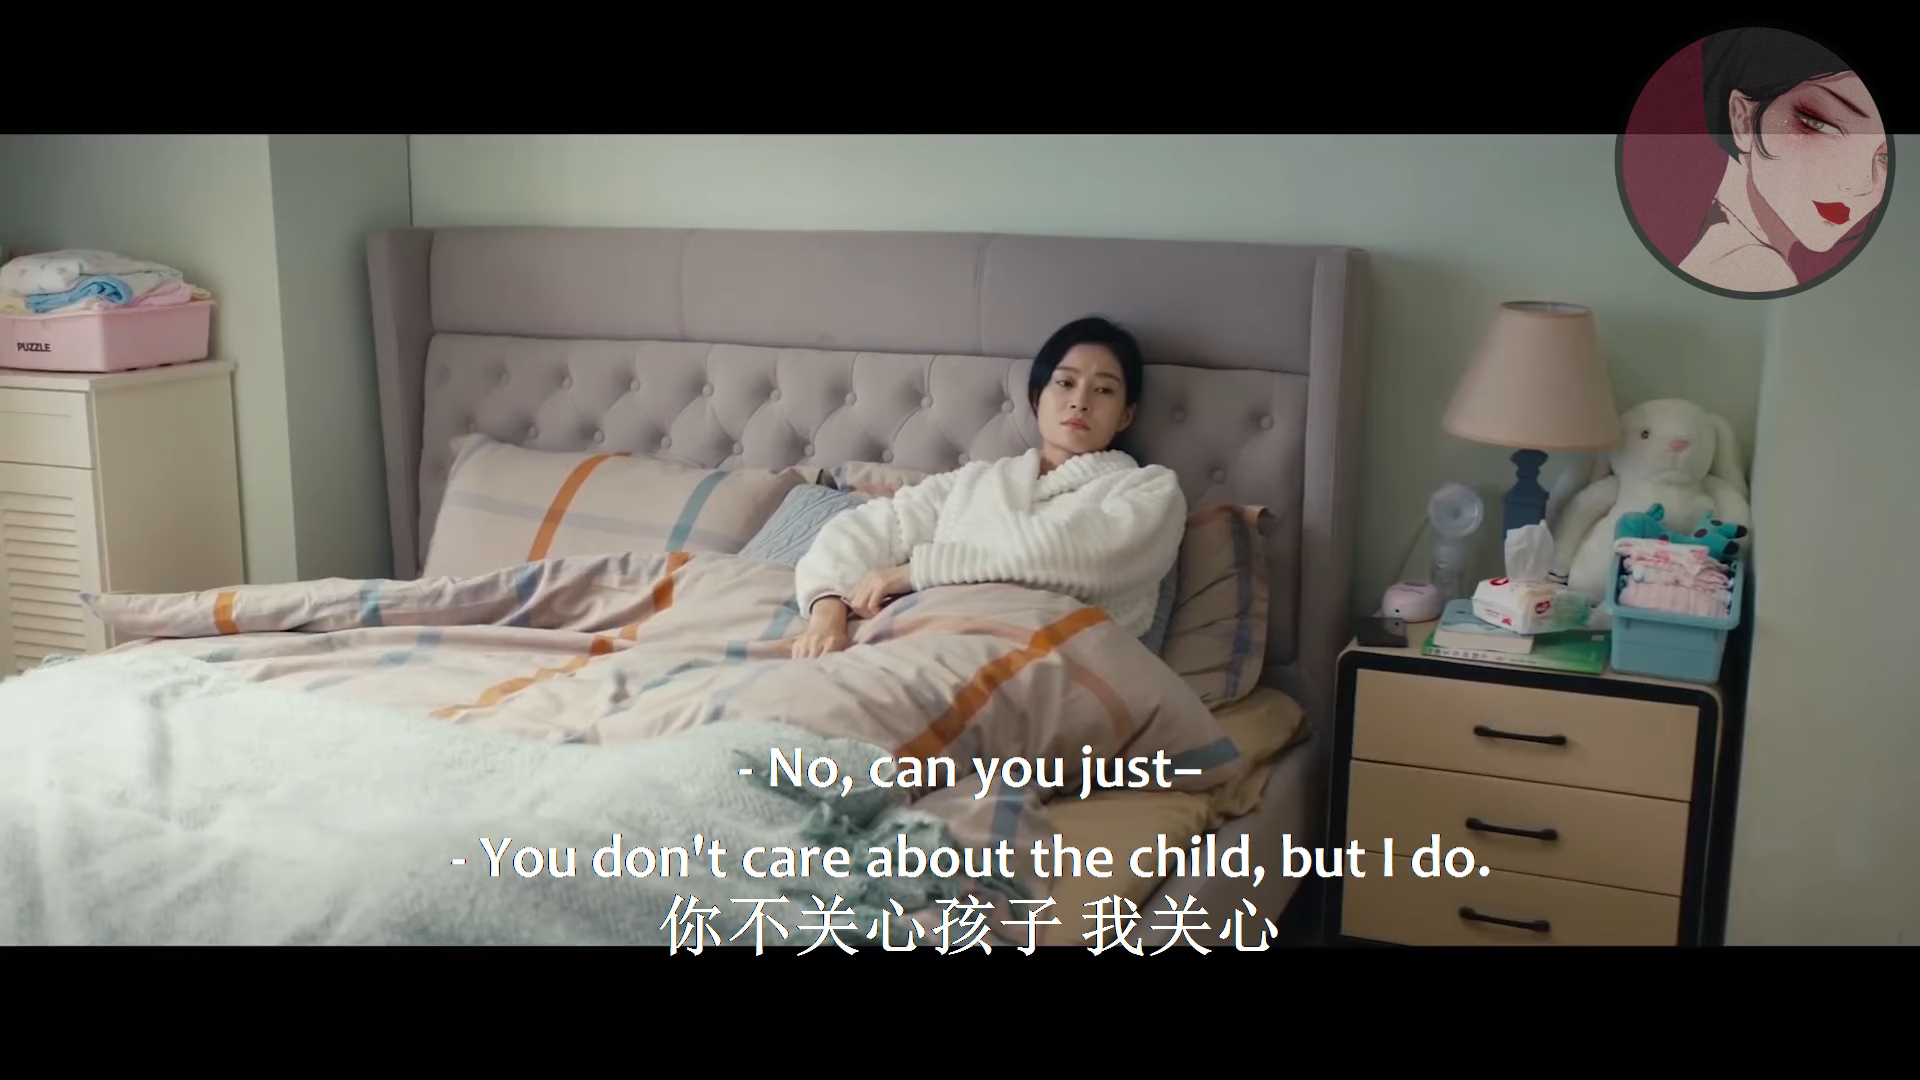 PUZZLE
- No, can you just–
- You don't care about the child, but I do.
你不关心孩子 我关心